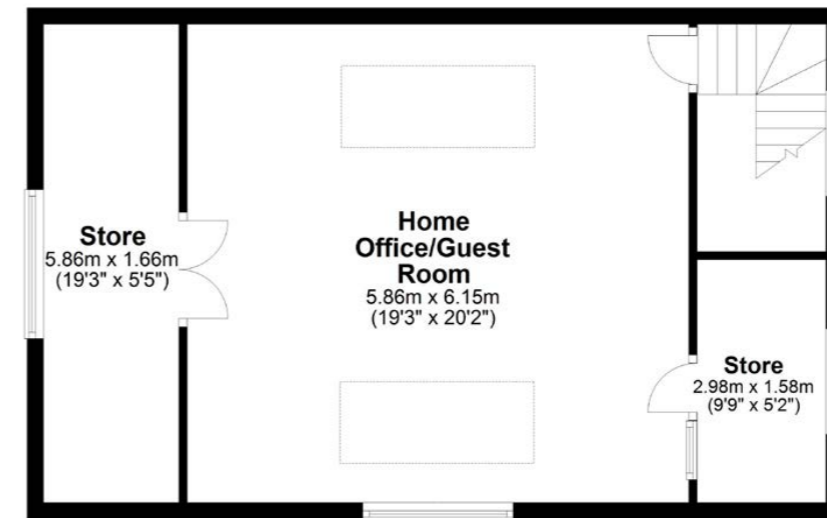 Store
5.86m x 1.66m
(19'3" x 5'5")
Home
Office/Guest
Room
5.86m x 6.15m
(19'3" x 20'2")
Store
2.98m x 1.58m
(9'9" x 5'2")